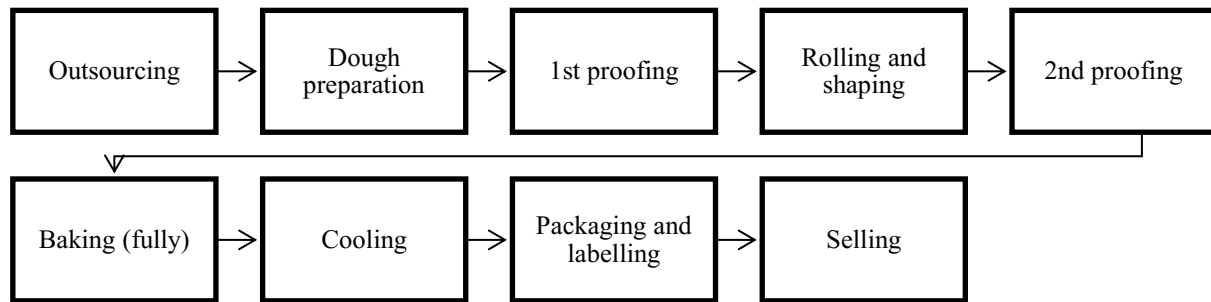 Outsourcing
Dough
preparation
1st proofing
Rolling and
shaping
2nd proofing
Baking (fully)
Cooling
Packaging and
labelling
Selling